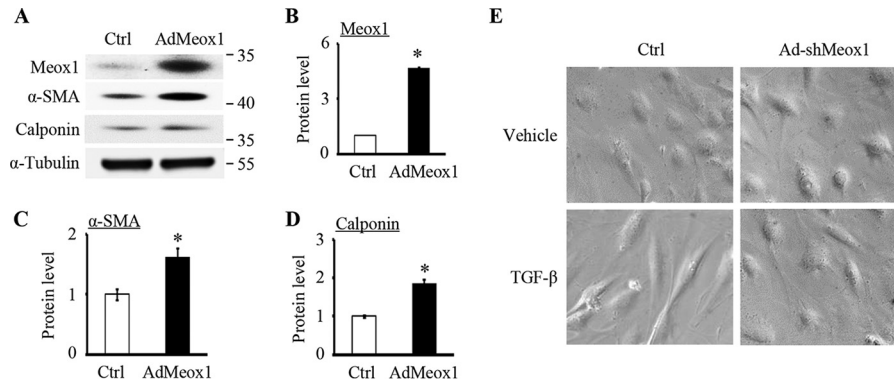 A
Ctrl AdMeox1
Meox1
35
α-SMA
40
Calponin
35
α-Tubulin
55
B
Meox1
Protein level
6
3
0
*
Ctrl AdMeox1
C
α-SMA
Protein level
2
1
0
*
Ctrl AdMeox1
D
Calponin
Protein level
3
2
1
0
*
Ctrl AdMeox1
E
Ctrl Ad-shMeox1
Vehicle
TGF-β